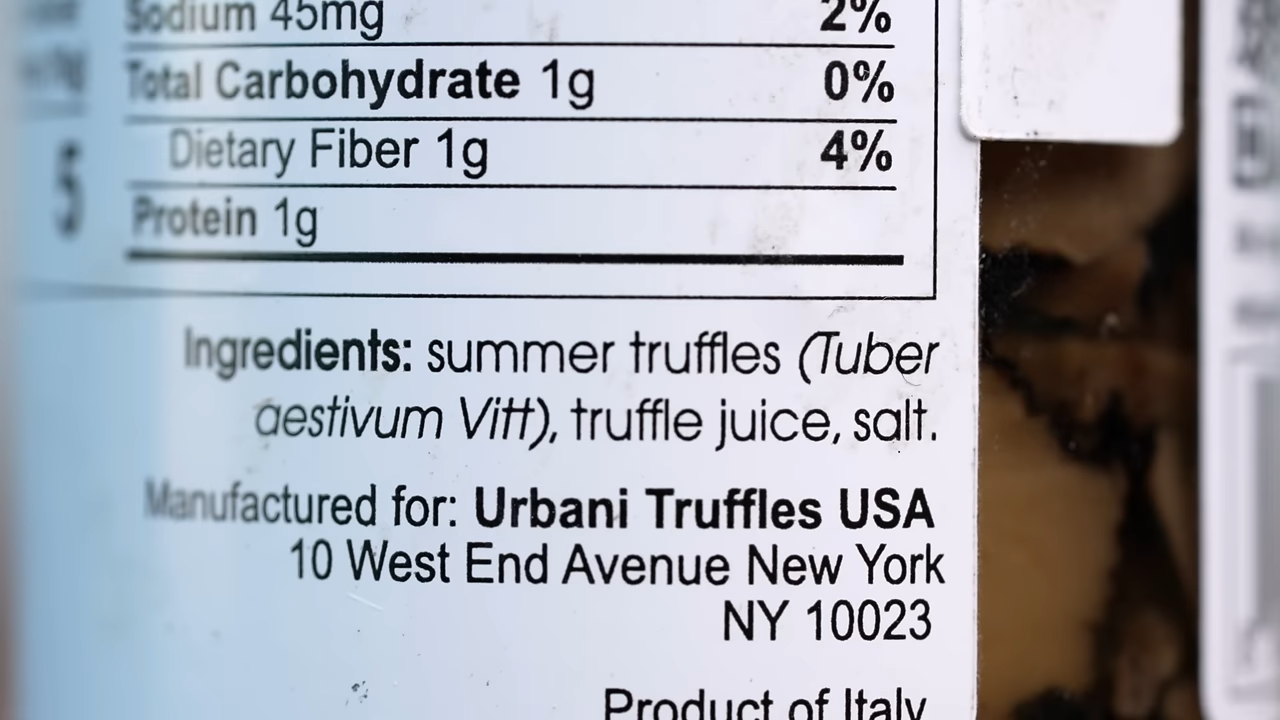 Sodium 45mg 2%
Total Carbohydrate 1g 0%
Dietary Fiber 1g 4%
5
Protein 1g
Ingredients: summer truffles (Tuber
aestivum Vitt), truffle juice, salt.
Manufactured for: Urbani Truffles USA
10 West End Avenue New York
NY 10023
Product of Italy